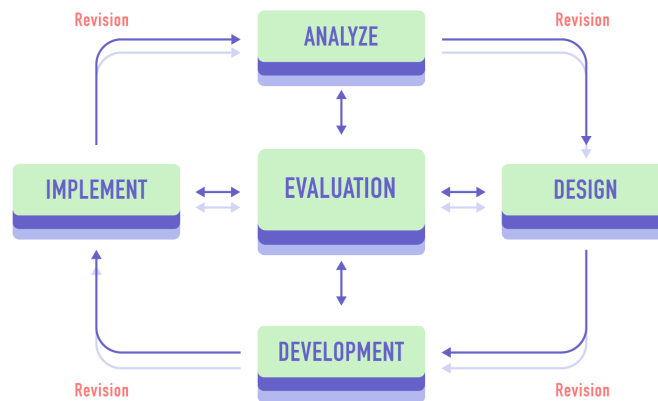 Revision
Revision
ANALYZE
IMPLEMENT
EVALUATION
DESIGN
DEVELOPMENT
Revision
Revision